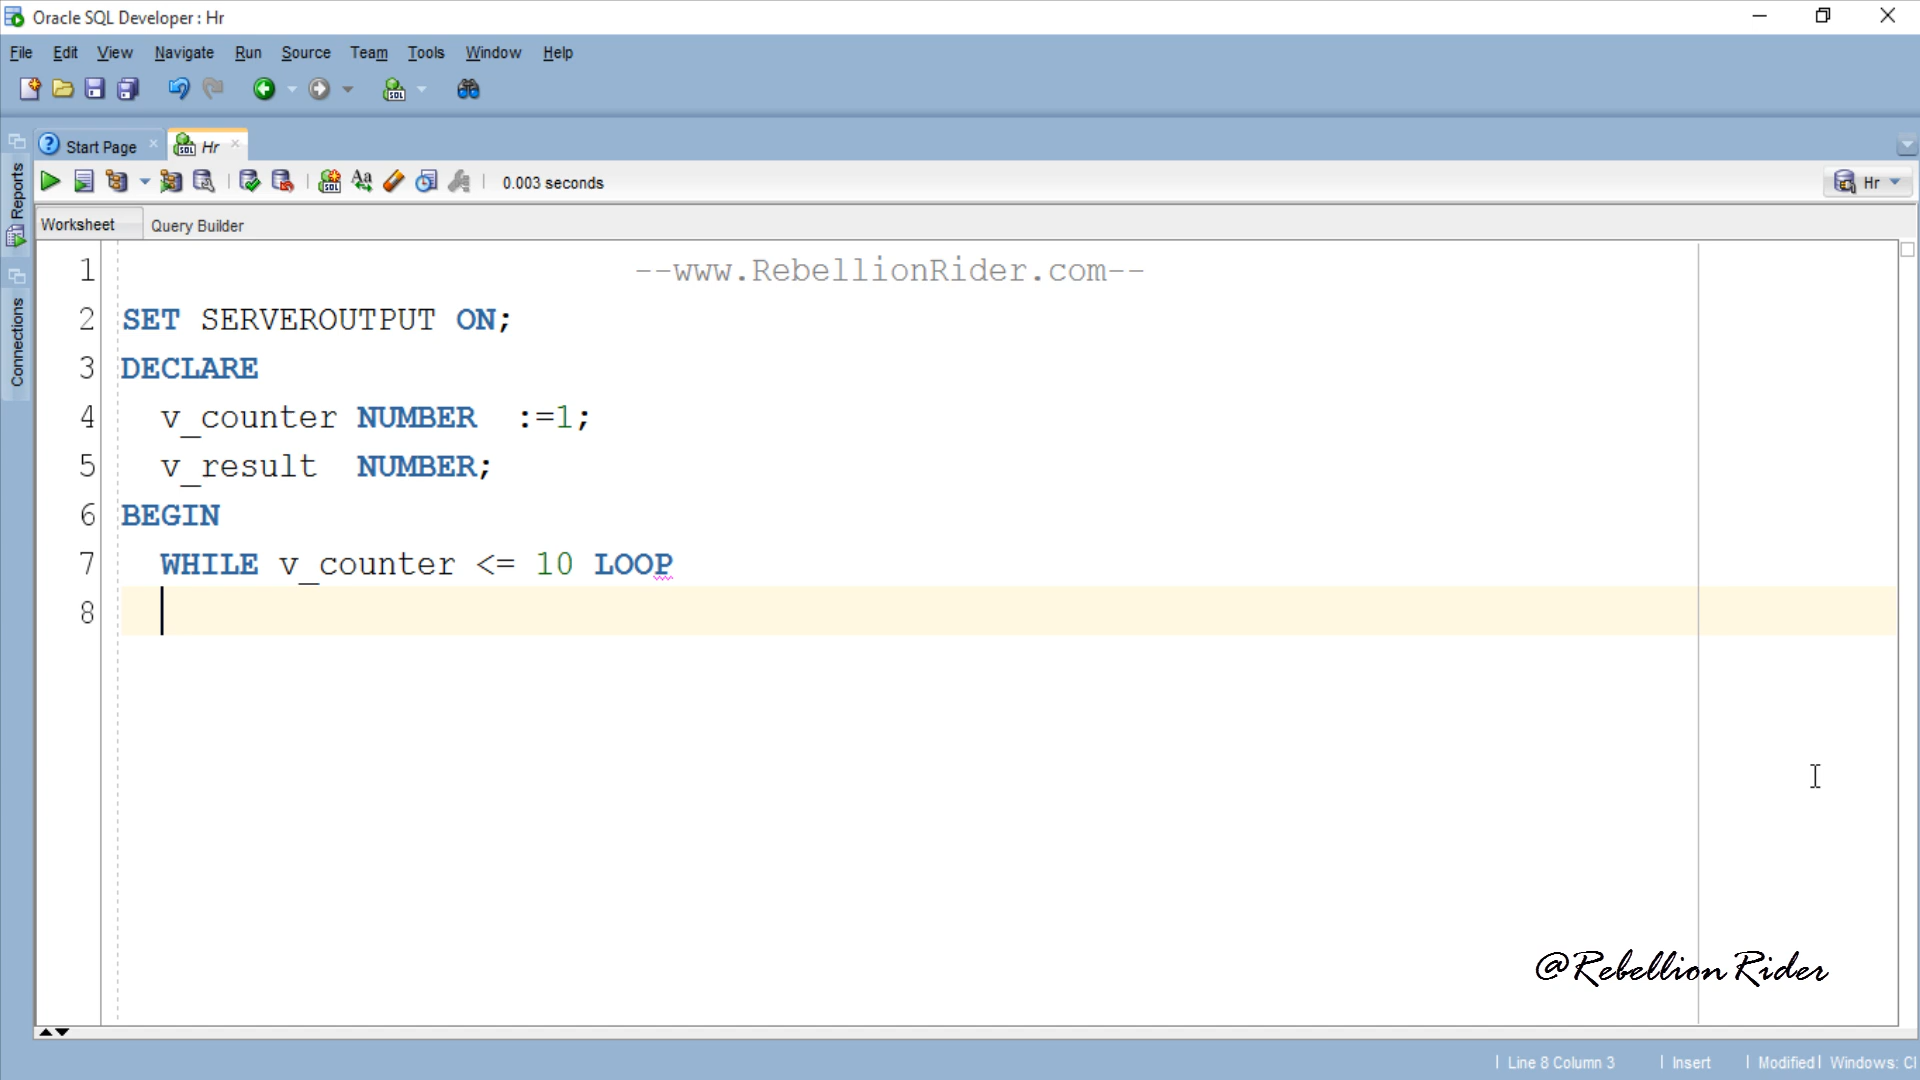 Oracle SQL Developer : Hr
File Edit View Navigate Run Source Team Tools Window Help
Start Page Hr
0.003 seconds
Hr
Worksheet Query Builder
Reports
Connections
1 --www.RebellionRider.com--
2 SET SERVEROUTPUT ON;
3 DECLARE
4 v_counter NUMBER :=1;
5 v_result NUMBER;
6 BEGIN
7 WHILE v_counter <= 10 LOOP
8
@Rebellion Rider
Line 8 Column 3 Insert Modified Windows: Cl